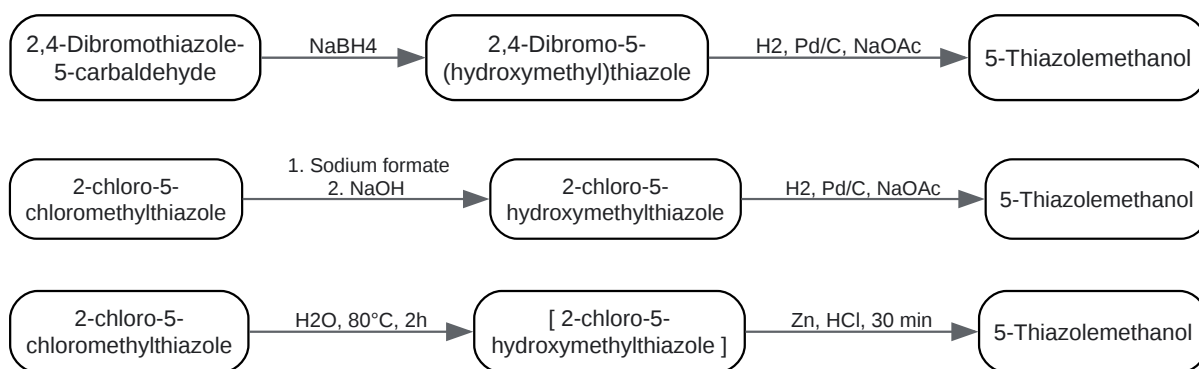 2,4-Dibromothiazole-
5-carbaldehyde
NaBH4
2,4-Dibromo-5-
(hydroxymethyl)thiazole
H2, Pd/C, NaOAc
5-Thiazolemethanol
2-chloro-5-
chloromethylthiazole
1. Sodium formate
2. NaOH
2-chloro-5-
hydroxymethylthiazole
H2, Pd/C, NaOAc
5-Thiazolemethanol
2-chloro-5-
chloromethylthiazole
H2O, 80°C, 2h
[ 2-chloro-5-
hydroxymethylthiazole ]
Zn, HCl, 30 min
5-Thiazolemethanol